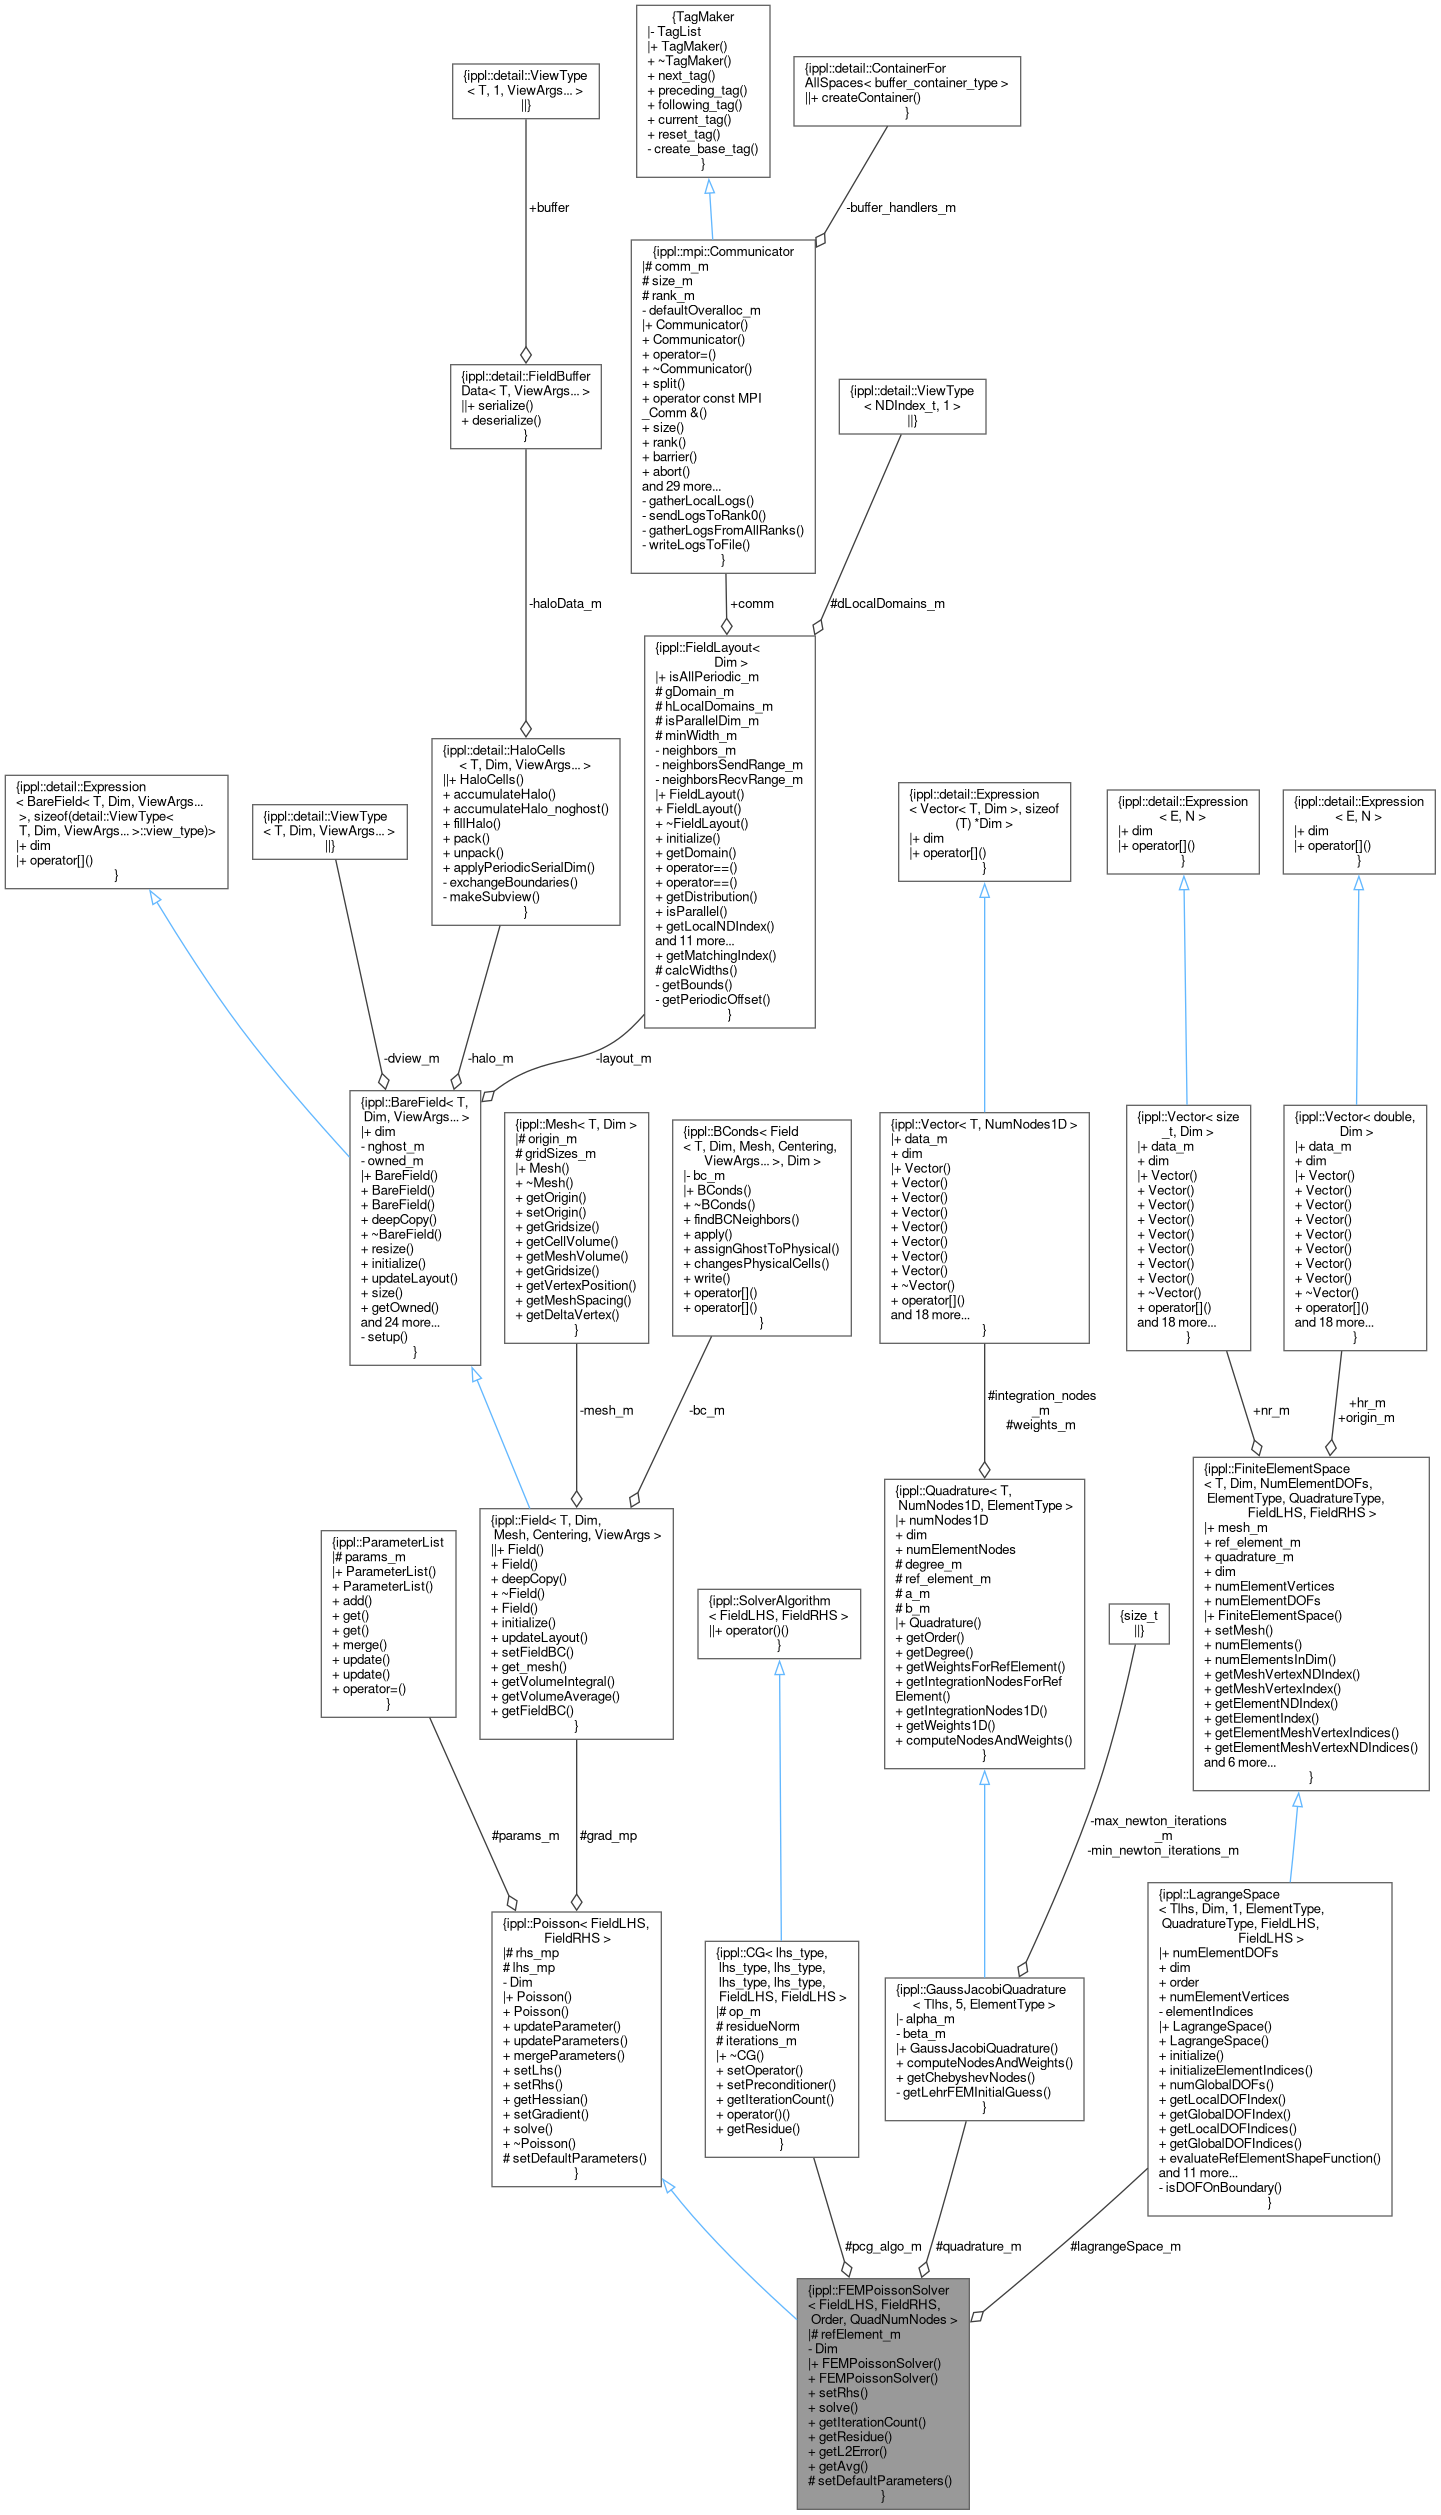 {TagMaker
|- TagList
|+ TagMaker()
+ ~TagMaker()
+ next_tag()
+ preceding_tag()
+ following_tag()
+ current_tag()
+ reset_tag()
- create_base_tag()
}
{ippl::detail::ViewType
< T, 1, ViewArgs... >
||}
{ippl::detail::ContainerFor
AllSpaces< buffer_container_type >
||+ createContainer()
}
+buffer
-buffer_handlers_m
{ippl::mpi::Communicator
|# comm_m
# size_m
# rank_m
- defaultOveralloc_m
|+ Communicator()
+ Communicator()
+ operator=()
+ ~Communicator()
+ split()
+ operator const MPI
_Comm &()
+ size()
+ rank()
+ barrier()
+ abort()
and 29 more...
- gatherLocalLogs()
- sendLogsToRank0()
- gatherLogsFromAllRanks()
- writeLogsToFile()
}
{ippl::detail::FieldBuffer
Data< T, ViewArgs... >
||+ serialize()
+ deserialize()
}
{ippl::detail::ViewType
< NDIndex_t, 1 >
||}
-haloData_m
+comm
#dLocalDomains_m
{ippl::FieldLayout<
Dim >
|+ isAllPeriodic_m
# gDomain_m
# hLocalDomains_m
# isParallelDim_m
# minWidth_m
- neighbors_m
- neighborsSendRange_m
- neighborsRecvRange_m
|+ FieldLayout()
+ FieldLayout()
+ ~FieldLayout()
+ initialize()
+ getDomain()
+ operator==()
+ operator==()
+ getDistribution()
+ isParallel()
+ getLocalNDIndex()
and 11 more...
+ getMatchingIndex()
# calcWidths()
- getBounds()
- getPeriodicOffset()
}
{ippl::detail::HaloCells
< T, Dim, ViewArgs... >
||+ HaloCells()
+ accumulateHalo()
+ accumulateHalo_noghost()
+ fillHalo()
+ pack()
+ unpack()
+ applyPeriodicSerialDim()
- exchangeBoundaries()
- makeSubview()
}
{ippl::detail::Expression
< BareField< T, Dim, ViewArgs...
>, sizeof(detail::ViewType<
T, Dim, ViewArgs... >::view_type)>
|+ dim
|+ operator[]()
}
{ippl::detail::ViewType
< T, Dim, ViewArgs... >
||}
{ippl::detail::Expression
< Vector< T, Dim >, sizeof
(T) *Dim >
|+ dim
|+ operator[]()
}
{ippl::detail::Expression
< E, N >
|+ dim
|+ operator[]()
}
{ippl::detail::Expression
< E, N >
|+ dim
|+ operator[]()
}
-dview_m
-halo_m
-layout_m
{ippl::BareField< T,
Dim, ViewArgs... >
|+ dim
- nghost_m
- owned_m
|+ BareField()
+ BareField()
+ BareField()
+ deepCopy()
+ ~BareField()
+ resize()
+ initialize()
+ updateLayout()
+ size()
+ getOwned()
and 24 more...
- setup()
}
{ippl::Mesh< T, Dim >
|# origin_m
# gridSizes_m
|+ Mesh()
+ ~Mesh()
+ getOrigin()
+ setOrigin()
+ getGridsize()
+ getCellVolume()
+ getMeshVolume()
+ getGridsize()
+ getVertexPosition()
+ getMeshSpacing()
+ getDeltaVertex()
}
{ippl::BConds< Field
< T, Dim, Mesh, Centering,
ViewArgs... >, Dim >
|- bc_m
|+ BConds()
+ ~BConds()
+ findBCNeighbors()
+ apply()
+ assignGhostToPhysical()
+ changesPhysicalCells()
+ write()
+ operator[]()
+ operator[]()
}
{ippl::Vector< T, NumNodes1D >
|+ data_m
+ dim
|+ Vector()
+ Vector()
+ Vector()
+ Vector()
+ Vector()
+ Vector()
+ Vector()
+ Vector()
+ ~Vector()
+ operator[]()
and 18 more...
}
{ippl::Vector< size
_t, Dim >
|+ data_m
+ dim
|+ Vector()
+ Vector()
+ Vector()
+ Vector()
+ Vector()
+ Vector()
+ Vector()
+ Vector()
+ ~Vector()
+ operator[]()
and 18 more...
}
{ippl::Vector< double,
Dim >
|+ data_m
+ dim
|+ Vector()
+ Vector()
+ Vector()
+ Vector()
+ Vector()
+ Vector()
+ Vector()
+ Vector()
+ ~Vector()
+ operator[]()
and 18 more...
}
-mesh_m
-bc_m
#integration_nodes
_m
#weights_m
+nr_m
+hr_m
+origin_m
{ippl::ParameterList
|# params_m
|+ ParameterList()
+ ParameterList()
+ add()
+ get()
+ get()
+ merge()
+ update()
+ update()
+ operator=()
}
{ippl::Field< T, Dim,
Mesh, Centering, ViewArgs >
||+ Field()
+ Field()
+ deepCopy()
+ ~Field()
+ Field()
+ initialize()
+ updateLayout()
+ setFieldBC()
+ get_mesh()
+ getVolumeIntegral()
+ getVolumeAverage()
+ getFieldBC()
}
{ippl::SolverAlgorithm
< FieldLHS, FieldRHS >
||+ operator()()
}
{ippl::Quadrature< T,
NumNodes1D, ElementType >
|+ numNodes1D
+ dim
+ numElementNodes
# degree_m
# ref_element_m
# a_m
# b_m
|+ Quadrature()
+ getOrder()
+ getDegree()
+ getWeightsForRefElement()
+ getIntegrationNodesForRef
Element()
+ getIntegrationNodes1D()
+ getWeights1D()
+ computeNodesAndWeights()
}
{size_t
||}
{ippl::FiniteElementSpace
< T, Dim, NumElementDOFs,
ElementType, QuadratureType,
FieldLHS, FieldRHS >
|+ mesh_m
+ ref_element_m
+ quadrature_m
+ dim
+ numElementVertices
+ numElementDOFs
|+ FiniteElementSpace()
+ setMesh()
+ numElements()
+ numElementsInDim()
+ getMeshVertexNDIndex()
+ getMeshVertexIndex()
+ getElementNDIndex()
+ getElementIndex()
+ getElementMeshVertexIndices()
+ getElementMeshVertexNDIndices()
and 6 more...
}
#params_m
#grad_mp
-max_newton_iterations
_m
-min_newton_iterations_m
{ippl::Poisson< FieldLHS,
FieldRHS >
|# rhs_mp
# lhs_mp
- Dim
|+ Poisson()
+ Poisson()
+ updateParameter()
+ updateParameters()
+ mergeParameters()
+ setLhs()
+ setRhs()
+ getHessian()
+ setGradient()
+ solve()
+ ~Poisson()
# setDefaultParameters()
}
{ippl::CG< lhs_type,
lhs_type, lhs_type,
lhs_type, lhs_type,
FieldLHS, FieldLHS >
|# op_m
# residueNorm
# iterations_m
|+ ~CG()
+ setOperator()
+ setPreconditioner()
+ getIterationCount()
+ operator()()
+ getResidue()
}
{ippl::GaussJacobiQuadrature
< Tlhs, 5, ElementType >
|- alpha_m
- beta_m
|+ GaussJacobiQuadrature()
+ computeNodesAndWeights()
+ getChebyshevNodes()
- getLehrFEMInitialGuess()
}
{ippl::LagrangeSpace
< Tlhs, Dim, 1, ElementType,
QuadratureType, FieldLHS,
FieldLHS >
|+ numElementDOFs
+ dim
+ order
+ numElementVertices
- elementIndices
|+ LagrangeSpace()
+ LagrangeSpace()
+ initialize()
+ initializeElementIndices()
+ numGlobalDOFs()
+ getLocalDOFIndex()
+ getGlobalDOFIndex()
+ getLocalDOFIndices()
+ getGlobalDOFIndices()
+ evaluateRefElementShapeFunction()
and 11 more...
- isDOFOnBoundary()
}
#pcg_algo_m
#quadrature_m
#lagrangeSpace_m
{ippl::FEMPoissonSolver
< FieldLHS, FieldRHS,
Order, QuadNumNodes >
|# refElement_m
- Dim
|+ FEMPoissonSolver()
+ FEMPoissonSolver()
+ setRhs()
+ solve()
+ getIterationCount()
+ getResidue()
+ getL2Error()
+ getAvg()
# setDefaultParameters()
}